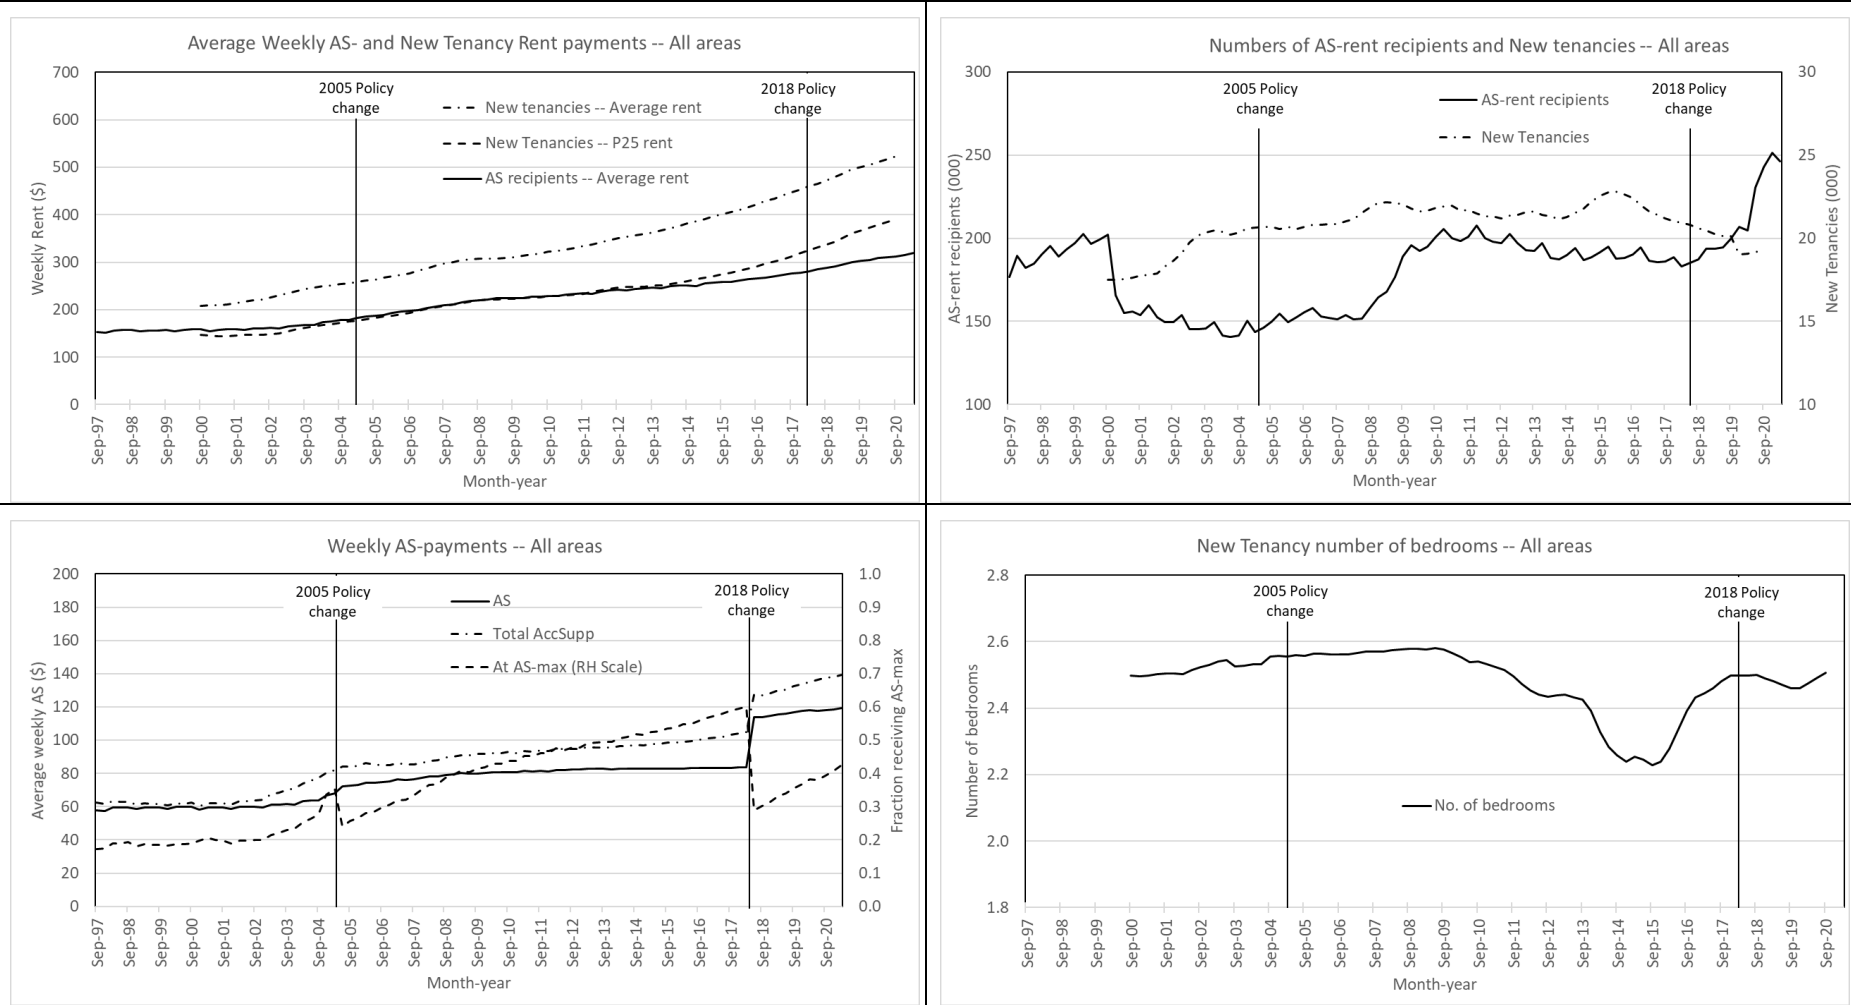 Average Weekly AS- and New Tenancy Rent payments -- All areas
700
600
500
400
300
200
100
0
Weekly Rent ($)
2005 Policy
change
2018 Policy
change
New tenancies -- Average rent
New Tenancies -- P25 rent
AS recipients -- Average rent
Sep-97
Sep-98
Sep-99
Sep-00
Sep-01
Sep-02
Sep-03
Sep-04
Sep-05
Sep-06
Sep-07
Sep-08
Sep-09
Sep-10
Sep-11
Sep-12
Sep-13
Sep-14
Sep-15
Sep-16
Sep-17
Sep-18
Sep-19
Sep-20
Month-year
Numbers of AS-rent recipients and New tenancies -- All areas
300
250
200
150
100
AS-rent recipients (000)
2005 Policy
change
2018 Policy
change
AS-rent recipients
New Tenancies
30
25
20
15
10
New Tenancies (000)
Sep-97
Sep-98
Sep-99
Sep-00
Sep-01
Sep-02
Sep-03
Sep-04
Sep-05
Sep-06
Sep-07
Sep-08
Sep-09
Sep-10
Sep-11
Sep-12
Sep-13
Sep-14
Sep-15
Sep-16
Sep-17
Sep-18
Sep-19
Sep-20
Month-year
Weekly AS-payments -- All areas
200
180
160
140
120
100
80
60
40
20
0
Average weekly AS ($)
2005 Policy
change
2018 Policy
change
AS
Total AccSupp
At AS-max (RH Scale)
1.0
0.9
0.8
0.7
0.6
0.5
0.4
0.3
0.2
0.1
0.0
Fraction receiving AS-max
Sep-97
Sep-98
Sep-99
Sep-00
Sep-01
Sep-02
Sep-03
Sep-04
Sep-05
Sep-06
Sep-07
Sep-08
Sep-09
Sep-10
Sep-11
Sep-12
Sep-13
Sep-14
Sep-15
Sep-16
Sep-17
Sep-18
Sep-19
Sep-20
Month-year
New Tenancy number of bedrooms -- All areas
2.8
2.6
2.4
2.2
2.0
1.8
Number of bedrooms
2005 Policy
change
2018 Policy
change
No. of bedrooms
Sep-97
Sep-98
Sep-99
Sep-00
Sep-01
Sep-02
Sep-03
Sep-04
Sep-05
Sep-06
Sep-07
Sep-08
Sep-09
Sep-10
Sep-11
Sep-12
Sep-13
Sep-14
Sep-15
Sep-16
Sep-17
Sep-18
Sep-19
Sep-20
Month-year